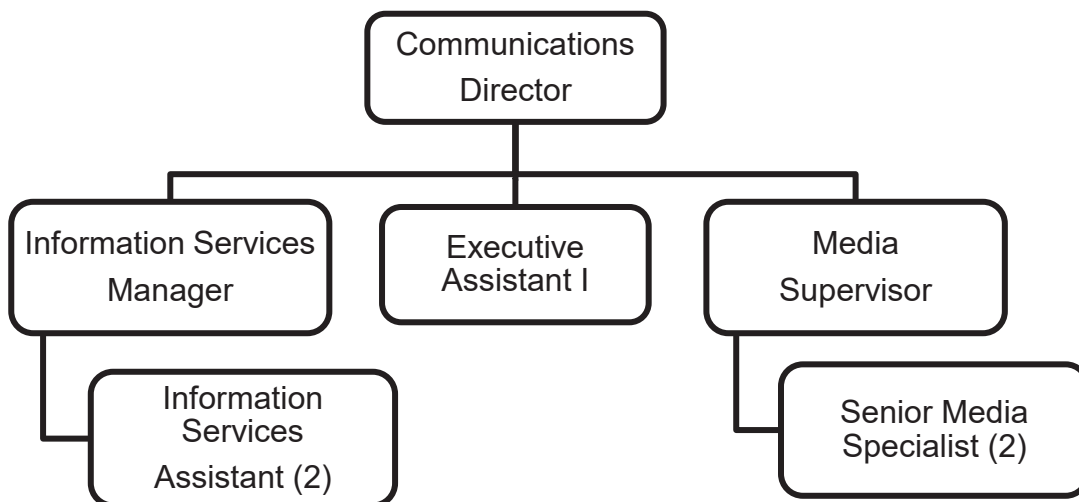 Communications
Director
Information Services
Manager
Executive
Assistant I
Media
Supervisor
Information
Services
Assistant (2)
Senior Media
Specialist (2)